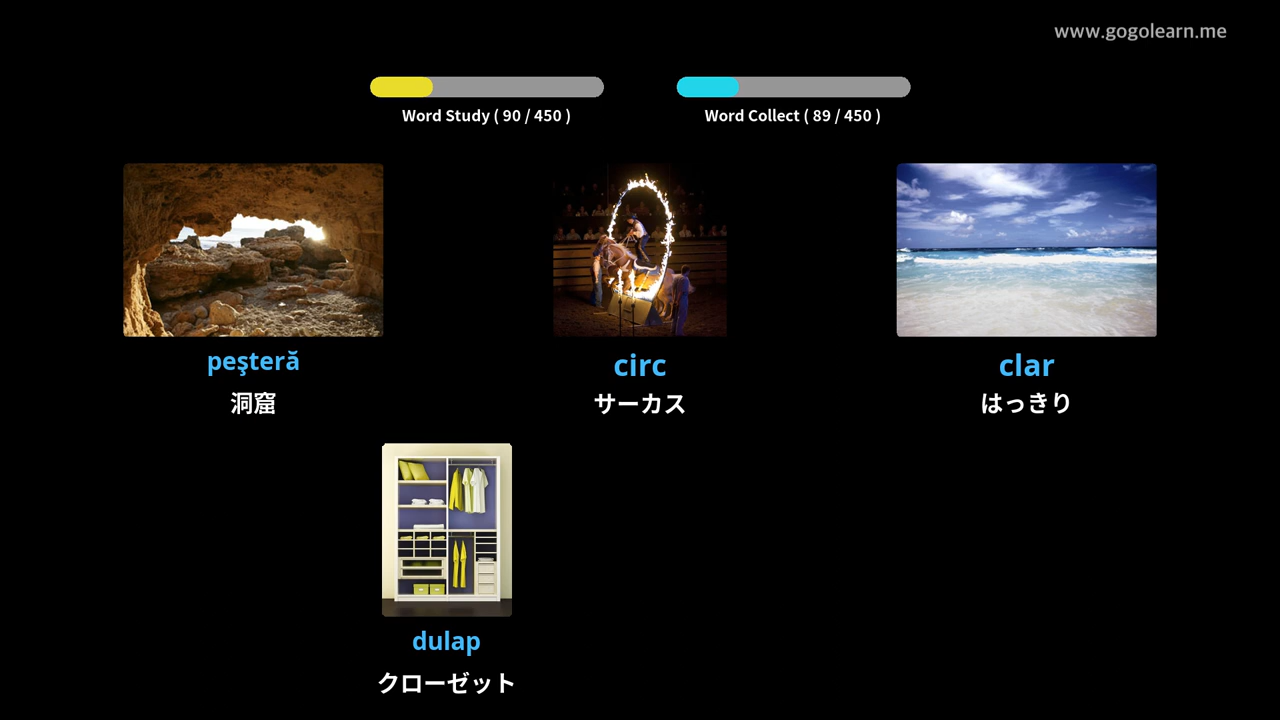 www.gogolearn.me
Word Study ( 90 / 450 )
Word Collect ( 89 / 450 )
peşteră
洞窟
circ
サーカス
clar
はっきり
dulap
クローゼット